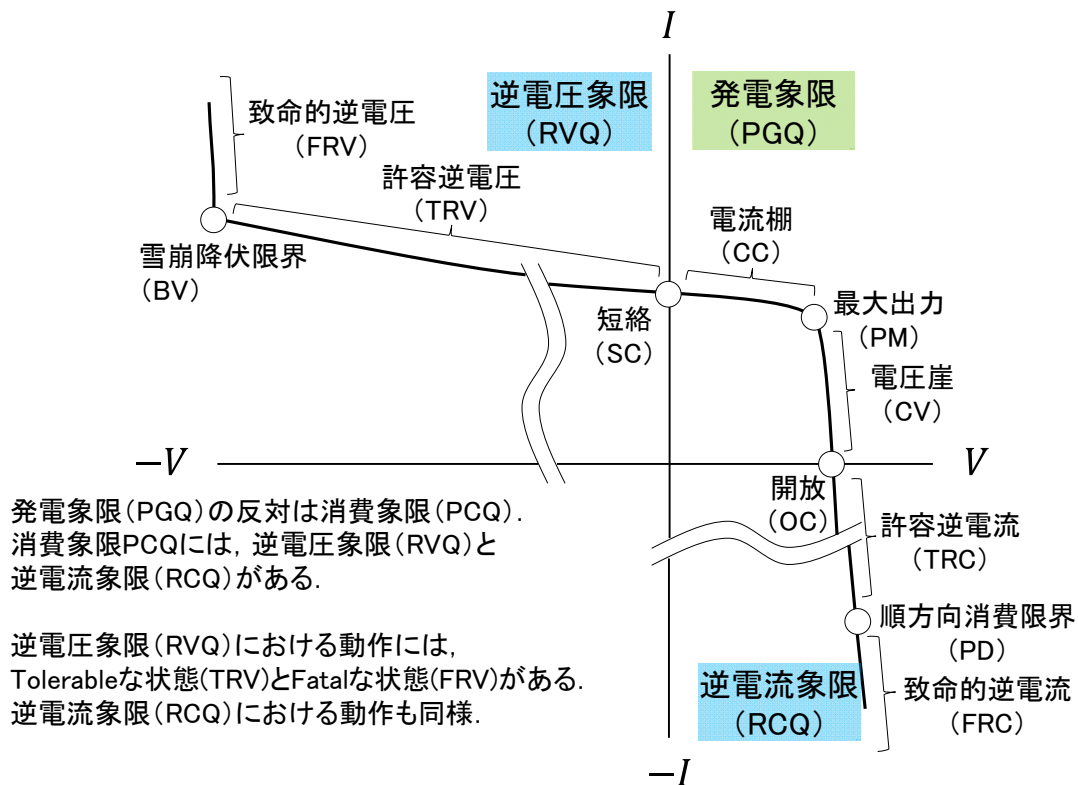 I
逆電圧象限
(RVQ)
発電象限
(PGQ)
致命的逆電圧
(FRV)
許容逆電圧
(TRV)
電流棚
(CC)
雪崩降伏限界
(BV)
短絡
(SC)
最大出力
(PM)
電圧崖
(CV)
−V
V
開放
(OC)
発電象限(PGQ)の反対は消費象限(PCQ).
消費象限PCQには, 逆電圧象限(RVQ)と
逆電流象限(RCQ)がある.
許容逆電流
(TRC)
順方向消費限界
(PD)
逆電圧象限(RVQ)における動作には,
Tolerableな状態(TRV)とFatalな状態(FRV)がある.
逆電流象限(RCQ)における動作も同様.
逆電流象限
(RCQ)
致命的逆電流
(FRC)
−I